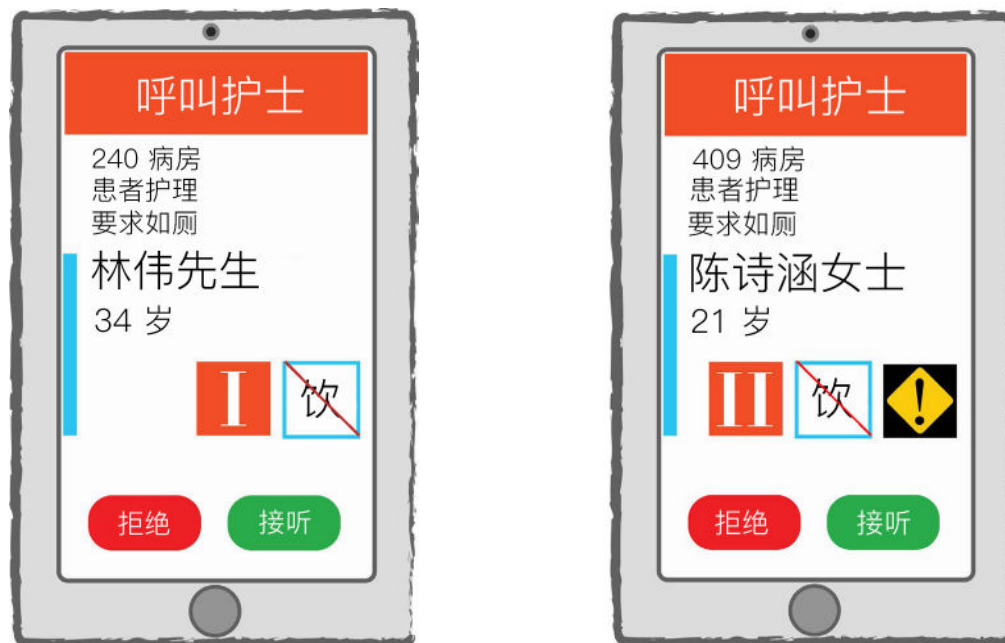 呼叫护士
240 病房
患者护理
要求如厕
林伟先生
34 岁
I
饮
拒绝
接听
呼叫护士
409 病房
患者护理
要求如厕
陈诗涵女士
21 岁
II
饮
!
拒绝
接听